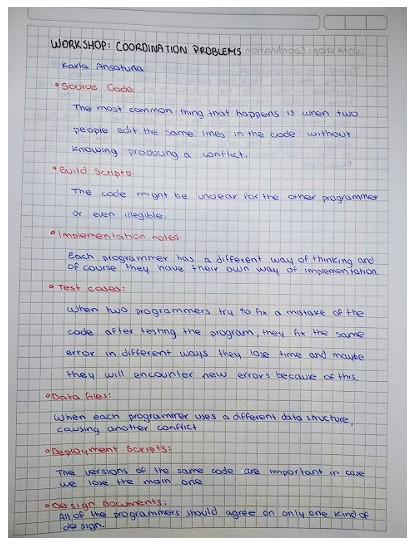 WORKSHOP: COORDINATION PROBLEMS
Karla Ansatuña
• Source Code
The most common thing that happens is when two
people edit the same lines in the code without
knowing producing a conflict.
• Build Scripts
The code might be unclear for the other programmer
or even illegible.
• Implementation notes:
Each programmer has a different way of thinking and
of course they have their own way of implementation
• Test cases:
When two programmers try to fix a mistake of the
code after testing the program, they fix the same
error in different ways they lose time and maybe
they will encounter new errors because of this.
• Data files:
When each programmer uses a different data structure,
causing another conflict
• Deployment Scripts:
The versions of the same code are important in case
we lose the main one
• Design documents:
All of the programmers should agree on only one kind of
design.